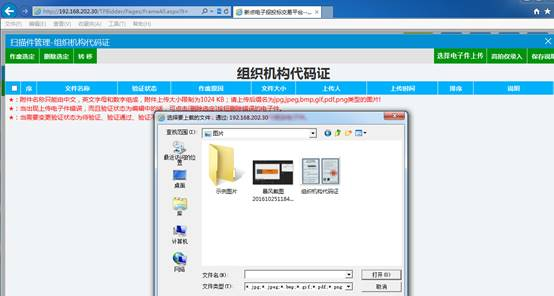 http://192.168.202.30/TPBidder/Pages/FrameAll.aspx?lt=
新点电子招投标交易平台-...
文件(F) 编辑(E) 查看(V) 收藏夹(A) 工具(T) 帮助(H)
扫描件管理-组织机构代码证
作废选定 删除选定 转 移 选择电子件上传 高拍仪录入 保存说明
组织机构代码证
序 文件名称 验证状态 作废原因 文件大小 上传人 上传时间 排序 说明
★：附件名只能由中文，英文字母和数字组成，附件上传大小限制为1024 KB；请上传后缀名为jpg,jpeg,bmp,gif,pdf,png类型的图片!
★：当出现上传电子件错误，而且验证状态为编辑中的话，可点击[删除选定]按钮删除错误的电子件。
★：当需要变更验证状态为待验证、验证通过、验证不
选择要上载的文件，通过: 192.168.202.30
查找范围(I): 图片
最近访问的位置
桌面
库
计算机
网络
示例图片
暴风截图201610251184...
组织机构代码证
文件名(N): 打开(O)
文件类型(T): *.jpg;*.jpeg;*.bmp;*.gif;*.pdf;*.png 取消